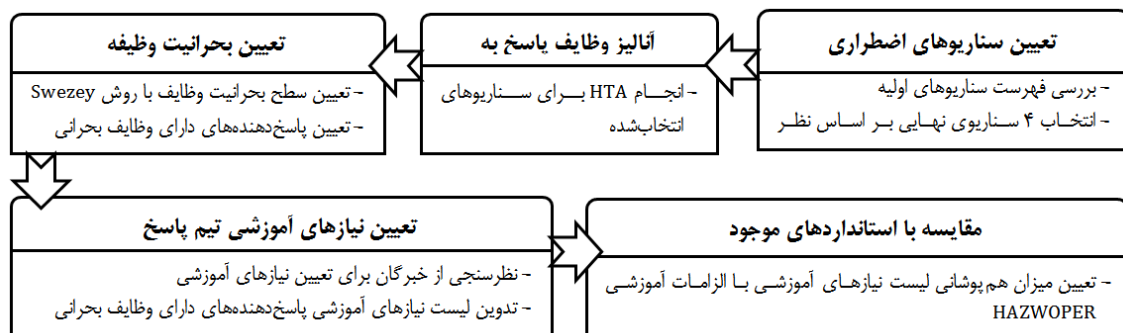 تعیین سناریوهای اضطراری
- بررسی فهرست سناریوهای اولیه
- انتخاب ۴ سناریوی نهایی بر اساس نظر
آنالیز وظایف پاسخ به
- انجام HTA برای سناریوهای
انتخاب‌شده
تعیین بحرانیت وظیفه
- تعیین سطح بحرانیت وظایف با روش Swezey
- تعیین پاسخ‌دهنده‌های دارای وظایف بحرانی
تعیین نیازهای آموزشی تیم پاسخ
- نظرسنجی از خبرگان برای تعیین نیازهای آموزشی
- تدوین لیست نیازهای آموزشی پاسخ‌دهنده‌های دارای وظایف بحرانی
مقایسه با استانداردهای موجود
- تعیین میزان هم‌پوشانی لیست نیازهای آموزشی با الزامات آموزشی
HAZWOPER